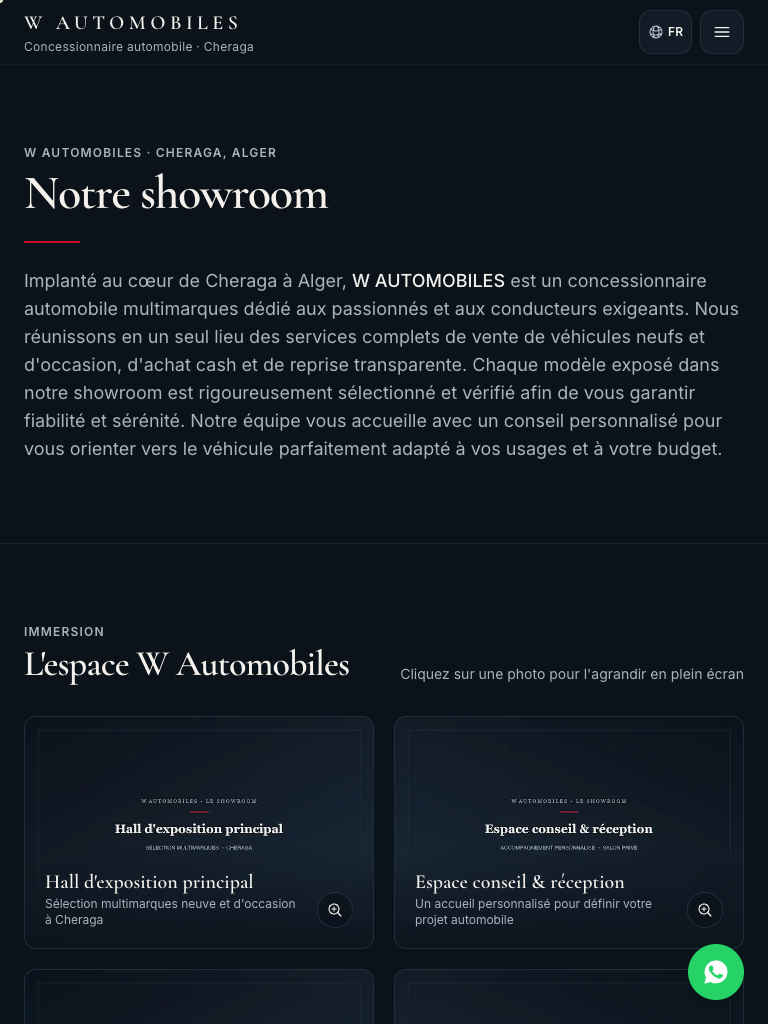 W AUTOMOBILES
Concessionnaire automobile · Cheraga
FR
W AUTOMOBILES · CHERAGA, ALGER
Notre showroom
Implanté au cœur de Cheraga à Alger, W AUTOMOBILES est un concessionnaire
automobile multimarques dédié aux passionnés et aux conducteurs exigeants. Nous
réunissons en un seul lieu des services complets de vente de véhicules neufs et
d'occasion, d'achat cash et de reprise transparente. Chaque modèle exposé dans
notre showroom est rigoureusement sélectionné et vérifié afin de vous garantir
fiabilité et sérénité. Notre équipe vous accueille avec un conseil personnalisé pour
vous orienter vers le véhicule parfaitement adapté à vos usages et à votre budget.
IMMERSION
L'espace W Automobiles
Cliquez sur une photo pour l'agrandir en plein écran
W AUTOMOBILES • LE SHOWROOM
Hall d'exposition principal
SÉLECTION MULTIMARQUES • CHERAGA
Hall d'exposition principal
Sélection multimarques neuve et d'occasion
à Cheraga
W AUTOMOBILES • LE SHOWROOM
Espace conseil & réception
ACCOMPAGNEMENT PERSONNALISÉ • SALON PRIVÉ
Espace conseil & réception
Un accueil personnalisé pour définir votre
projet automobile